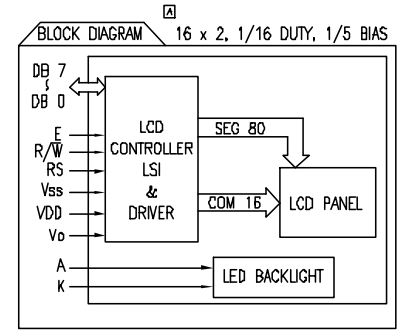 A
BLOCK DIAGRAM
16 x 2, 1/16 DUTY, 1/5 BIAS
DB 7
DB 0
E
R/W̅
RS
Vss
VDD
Vo
A
K
LCD
CONTROLLER
LSI
&
DRIVER
SEG 80
COM 16
LCD PANEL
LED BACKLIGHT